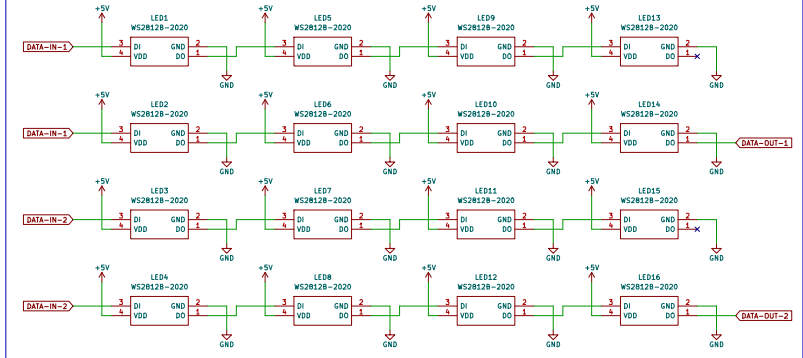 +5V +5V +5V +5V
LED1 LED5 LED9 LED13
WS2812B-2020 WS2812B-2020 WS2812B-2020 WS2812B-2020
DATA-IN-1 3 DI GND 2 3 DI GND 2 3 DI GND 2 3 DI GND 2
4 VDD DO 1 4 VDD DO 1 4 VDD DO 1 4 VDD DO 1
GND GND GND GND
+5V +5V +5V +5V
LED2 LED6 LED10 LED14
WS2812B-2020 WS2812B-2020 WS2812B-2020 WS2812B-2020
DATA-IN-1 3 DI GND 2 3 DI GND 2 3 DI GND 2 3 DI GND 2
4 VDD DO 1 4 VDD DO 1 4 VDD DO 1 4 VDD DO 1 DATA-OUT-1
GND GND GND GND
+5V +5V +5V +5V
LED3 LED7 LED11 LED15
WS2812B-2020 WS2812B-2020 WS2812B-2020 WS2812B-2020
DATA-IN-2 3 DI GND 2 3 DI GND 2 3 DI GND 2 3 DI GND 2
4 VDD DO 1 4 VDD DO 1 4 VDD DO 1 4 VDD DO 1
GND GND GND GND
+5V +5V +5V +5V
LED4 LED8 LED12 LED16
WS2812B-2020 WS2812B-2020 WS2812B-2020 WS2812B-2020
DATA-IN-2 3 DI GND 2 3 DI GND 2 3 DI GND 2 3 DI GND 2
4 VDD DO 1 4 VDD DO 1 4 VDD DO 1 4 VDD DO 1 DATA-OUT-2
GND GND GND GND